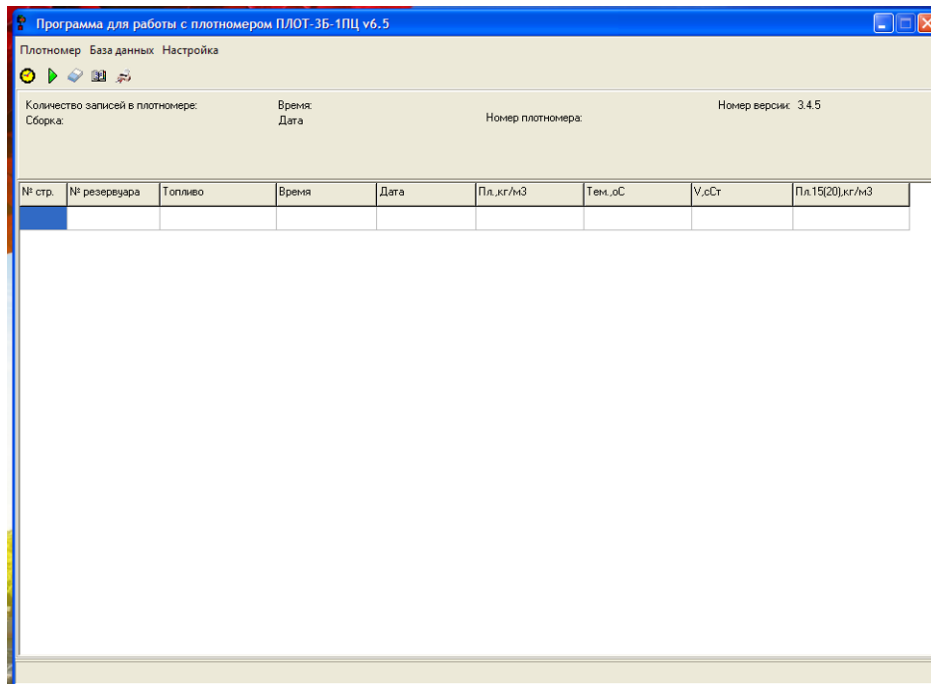 Программа для работы с плотномером ПЛОТ-3Б-1ПЦ v6.5
Плотномер База данных Настройка
Количество записей в плотномере: Время: Номер версии: 3.4.5
Сборка: Дата Номер плотномера:
№ стр. № резервуара Топливо Время Дата Пл.,кг/м3 Тем.,оС V,сСт Пл.15(20),кг/м3